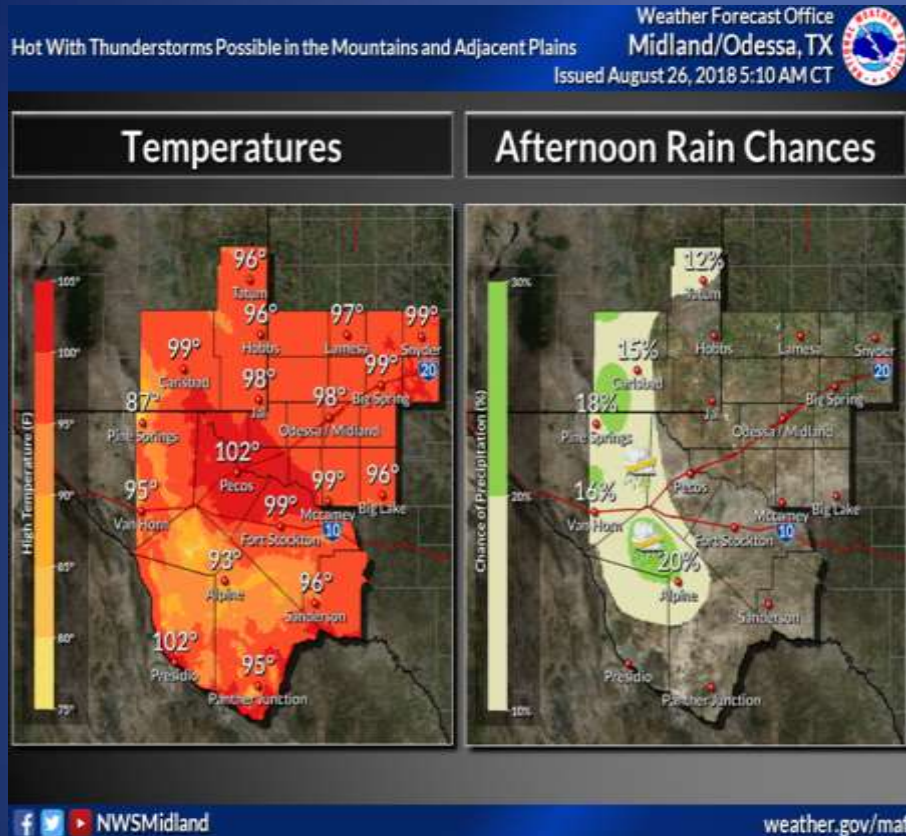 Hot With Thunderstorms Possible in the Mountains and Adjacent Plains
Weather Forecast Office
Midland/Odessa, TX
Issued August 26, 2018 5:10 AM CT
Temperatures
High Temperature (F)
105°
100°
95°
90°
85°
80°
75°
96°
Tatum
96°
Hobbs
97°
Lamesa
99°
Snyder
99°
Carlsbad
98°
Jal
99°
Big Spring
20
98°
Odessa / Midland
87°
Pine Springs
102°
Pecos
95°
Van Horn
99°
Fort Stockton
99°
Mccamey
96°
Big Lake
10
93°
Alpine
96°
Sanderson
102°
Presidio
95°
Panther Junction
Afternoon Rain Chances
Chance of Precipitation (%)
30%
20%
10%
12%
Tatum
Hobbs
Lamesa
Snyder
15%
Carlsbad
Jal
Big Spring
20
Odessa / Midland
18%
Pine Springs
Pecos
16%
Van Horn
Fort Stockton
Mccamey
Big Lake
10
20%
Alpine
Sanderson
Presidio
Panther Junction
NWSMidland
weather.gov/maf